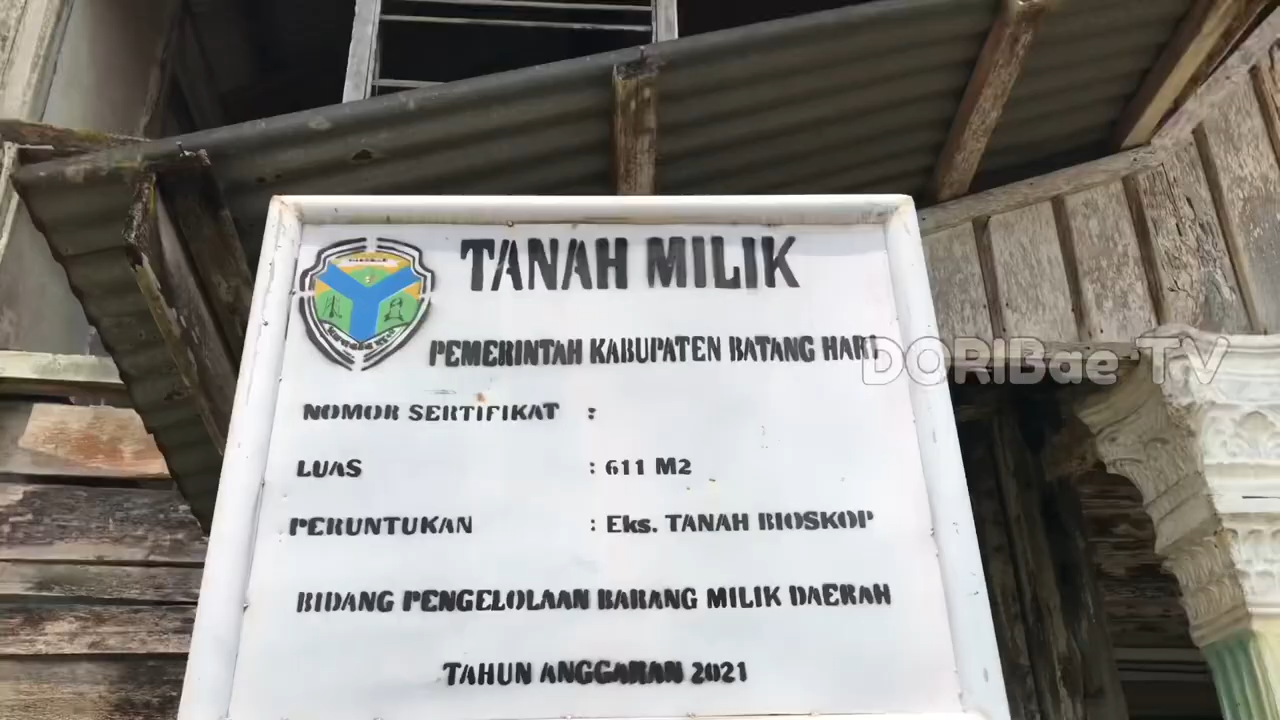 TANAH MILIK
PEMERINTAH KABUPATEN BATANG HARI
DORIBae TV
NOMOR SERTIFIKAT :
LUAS : 611 M2
PERUNTUKAN : Eks. TANAH BIOSKOP
BIDANG PENGELOLAAN BARANG MILIK DAERAH
TAHUN ANGGARAN 2021